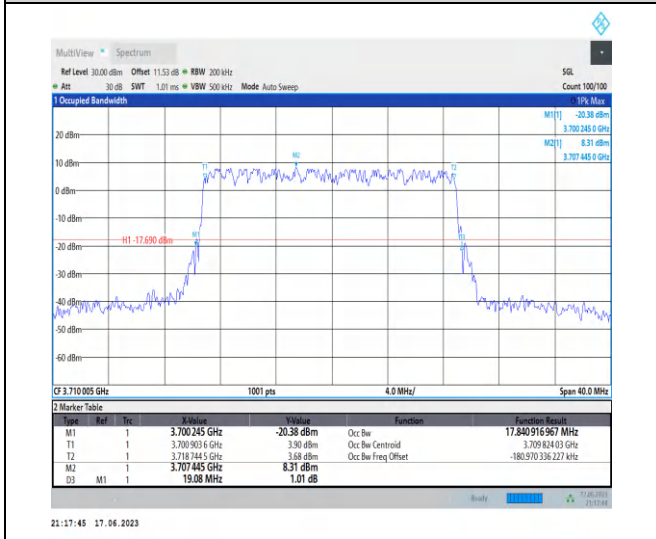 MultiView Spectrum
Ref Level 30.00 dBm Offset 11.53 dB RBW 200 kHz SGL
Att 30 dB SWT 1.01 ms VBW 500 kHz Mode Auto Sweep Count 100/100
1 Occupied Bandwidth 1Pk Max
M1[1] -20.38 dBm
3.700 245 0 GHz
M2[1] 8.31 dBm
3.707 445 0 GHz
20 dBm
10 dBm
M2
T1
T2
0 dBm
-10 dBm
M1
D3
H1 -17.690 dBm
-20 dBm
-30 dBm
-40 dBm
-50 dBm
-60 dBm
CF 3.710 005 GHz 1001 pts 4.0 MHz/ Span 40.0 MHz
2 Marker Table
Type Ref Trc X-Value Y-Value Function Function Result
M1 1 3.700 245 GHz -20.38 dBm Occ Bw 17.840 916 967 MHz
T1 1 3.700 903 6 GHz 3.90 dBm Occ Bw Centroid 3.709 824 03 GHz
T2 1 3.718 744 5 GHz 3.68 dBm Occ Bw Freq Offset -180.970 336 227 kHz
M2 1 3.707 445 GHz 8.31 dBm
D3 M1 1 19.08 MHz 1.01 dB
Ready 17.06.2023
21:17:44
21:17:45 17.06.2023